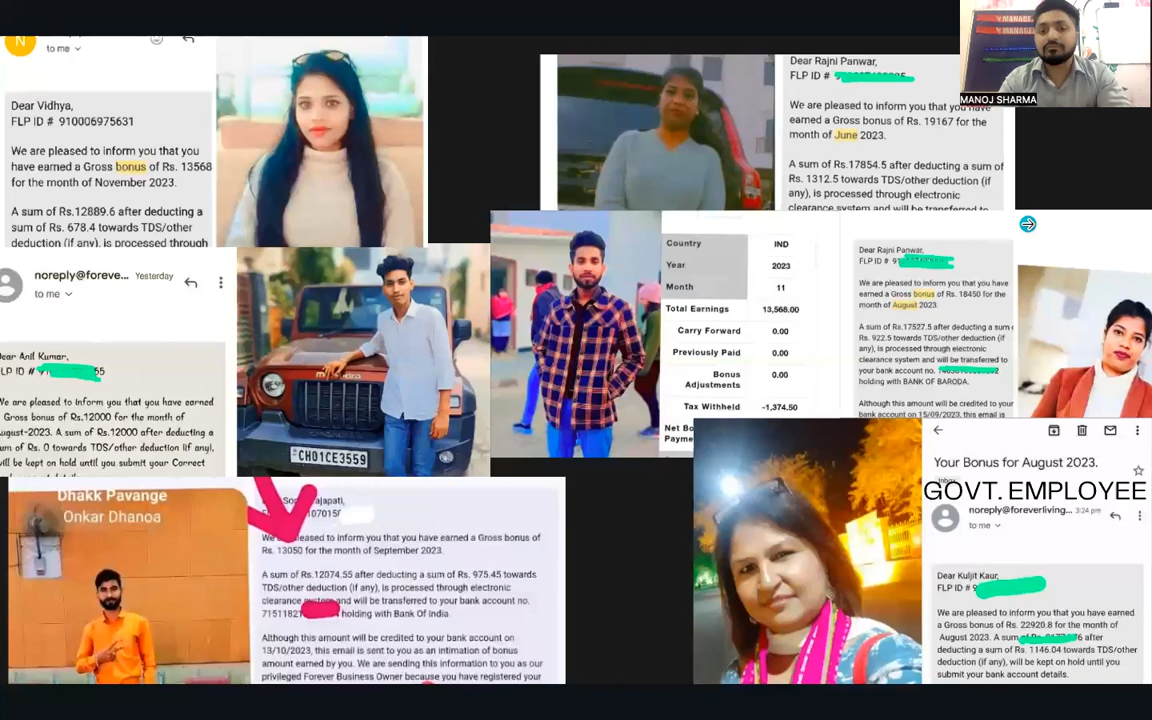 N
to me
Dear Vidhya,
FLP ID # 910006975631
We are pleased to inform you that you
have earned a Gross bonus of Rs. 13568
for the month of November 2023.
A sum of Rs.12889.6 after deducting a
sum of Rs. 678.4 towards TDS/other
deduction (if any), is processed through
Dear Rajni Panwar,
FLP ID #
We are pleased to inform you that you have
earned a Gross bonus of Rs. 19167 for the
month of June 2023.
A sum of Rs.17854.5 after deducting a sum of
Rs. 1312.5 towards TDS/other deduction (if
any), is processed through electronic
clearance system and will be transferred to
MANOJ SHARMA
noreply@foreve... Yesterday
to me
Dear Anil Kumar,
FLP ID # 55
We are pleased to inform you that you have earned
Gross bonus of Rs.12000 for the month of
August-2023. A sum of Rs.12000 after deducting a
sum of Rs. 0 towards TDS/other deduction (if any),
will be kept on hold until you submit your Correct
mahindra
CH01CE3559
Country IND
Year 2023
Month 11
Total Earnings 13,568.00
Carry Forward 0.00
Previously Paid 0.00
Bonus Adjustments 0.00
Tax Withheld -1,374.50
Net Bo
Payme
Dear Rajni Panwar,
FLP ID # 91
We are pleased to inform you that you have
earned a Gross bonus of Rs. 18450 for the
month of August 2023.
A sum of Rs.17527.5 after deducting a sum
Rs. 922.5 towards TDS/other deduction (if
any), is processed through electronic
clearance system and will be transferred to
your bank account no.
holding with BANK OF BARODA.
Although this amount will be credited to your
bank account on 15/09/2023, this email is
Dhakk Pavange
Onkar Dhanoa
We pleased to inform you that you have earned a Gross bonus of
Rs. 13050 for the month of September 2023.
A sum of Rs.12074.55 after deducting a sum of Rs. 975.45 towards
TDS/other deduction (if any), is processed through electronic
clearance system and will be transferred to your bank account no.
71511821 holding with Bank Of India.
Although this amount will be credited to your bank account on
13/10/2023, this email is sent to you as an intimation of bonus
amount earned by you. We are sending this information to you as our
privileged Forever Business Owner because you have registered your
Your Bonus for August 2023.
Inbox
GOVT. EMPLOYEE
noreply@foreverliving... 3:24 pm
to me
Dear Kuljit Kaur,
FLP ID # 9
We are pleased to inform you that you have earned
a Gross bonus of Rs. 22920.8 for the month of
August 2023. A sum of after
deducting a sum of Rs. 1146.04 towards TDS/other
deduction (if any), will be kept on hold until you
submit your bank account details.